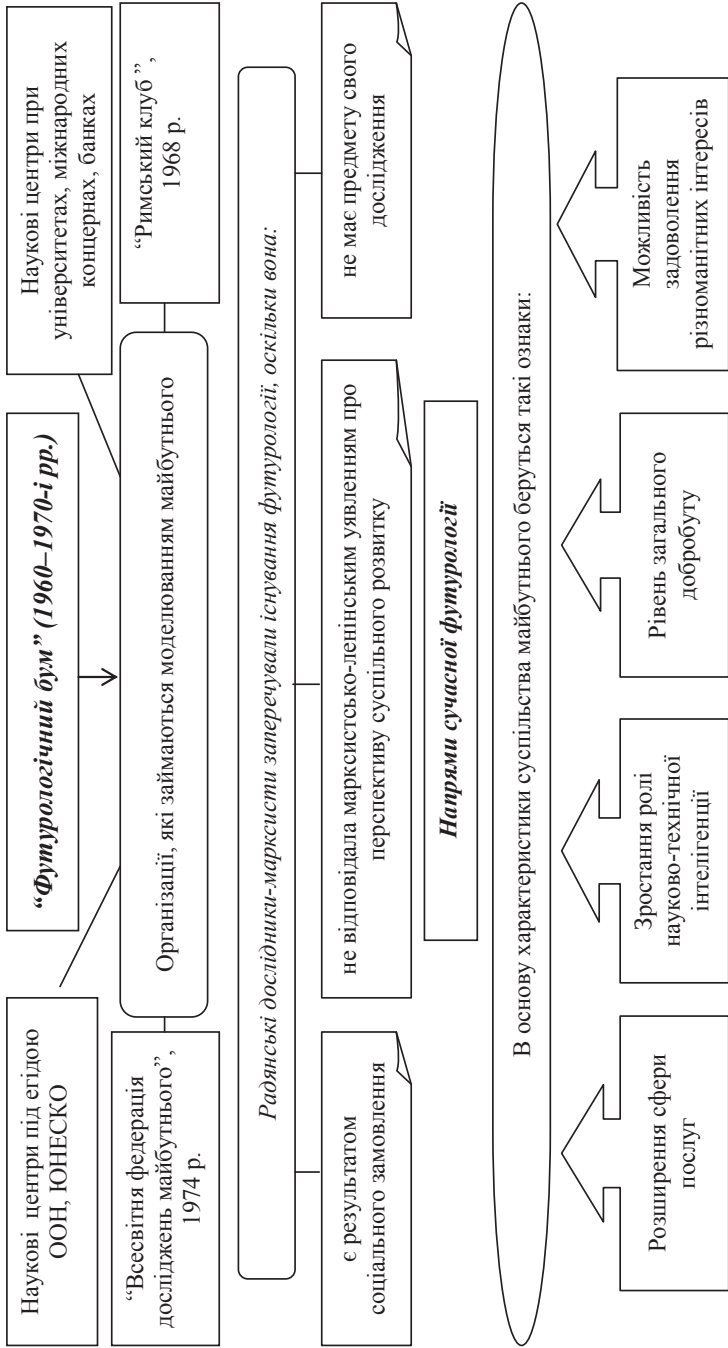 “Футурологічний бум” (1960–1970-і рр.)
Наукові центри під егідою
ООН, ЮНЕСКО
Наукові центри при
університетах, міжнародних
концернах, банках
“Всесвітня федерація
досліджень майбутнього”,
1974 р.
Організації, які займаються моделюванням майбутнього
“Римський клуб”,
1968 р.
Радянські дослідники-марксисти заперечували існування футурології, оскільки вона:
є результатом
соціального замовлення
не відповідала марксистсько-ленінським уявленням про
перспективу суспільного розвитку
не має предмету свого
дослідження
Напрями сучасної футурології
В основу характеристики суспільства майбутнього беруться такі ознаки:
Розширення сфери
послуг
Зростання ролі
науково-технічної
інтелігенції
Рівень загального
добробуту
Можливість
задоволення
різноманітних інтересів